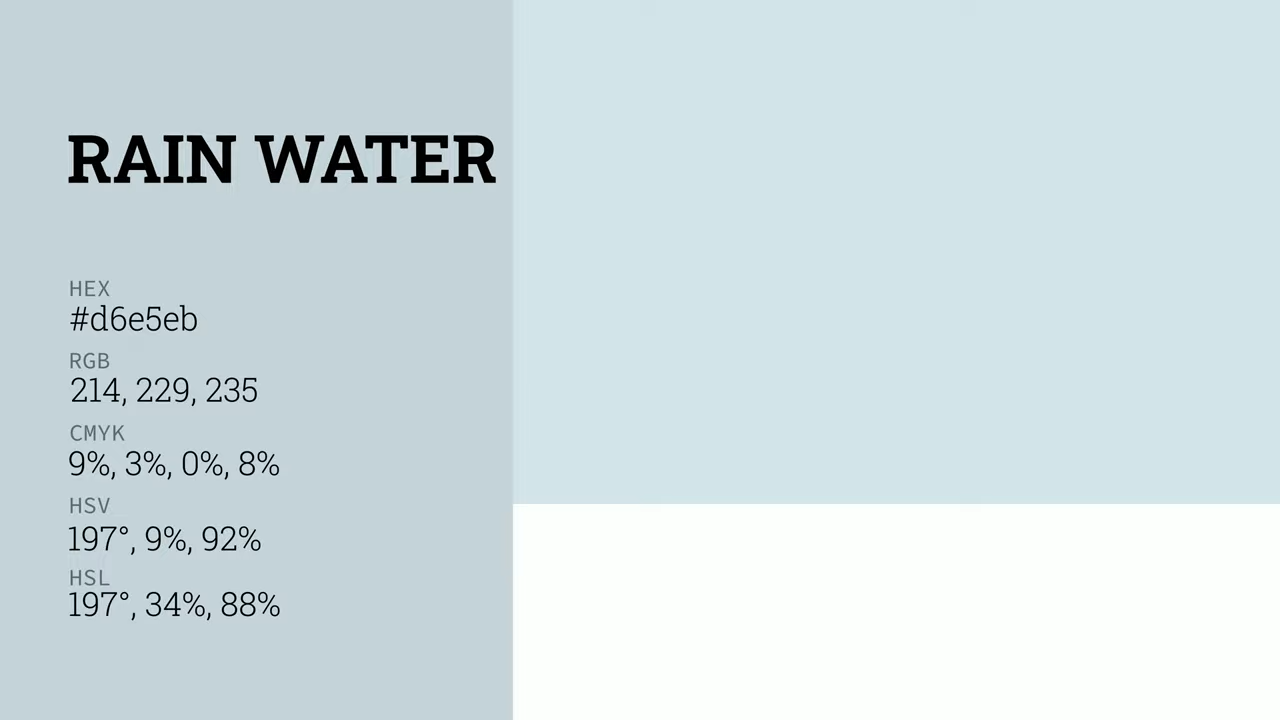 RAIN WATER
HEX
#d6e5eb
RGB
214, 229, 235
CMYK
9%, 3%, 0%, 8%
HSV
197°, 9%, 92%
HSL
197°, 34%, 88%